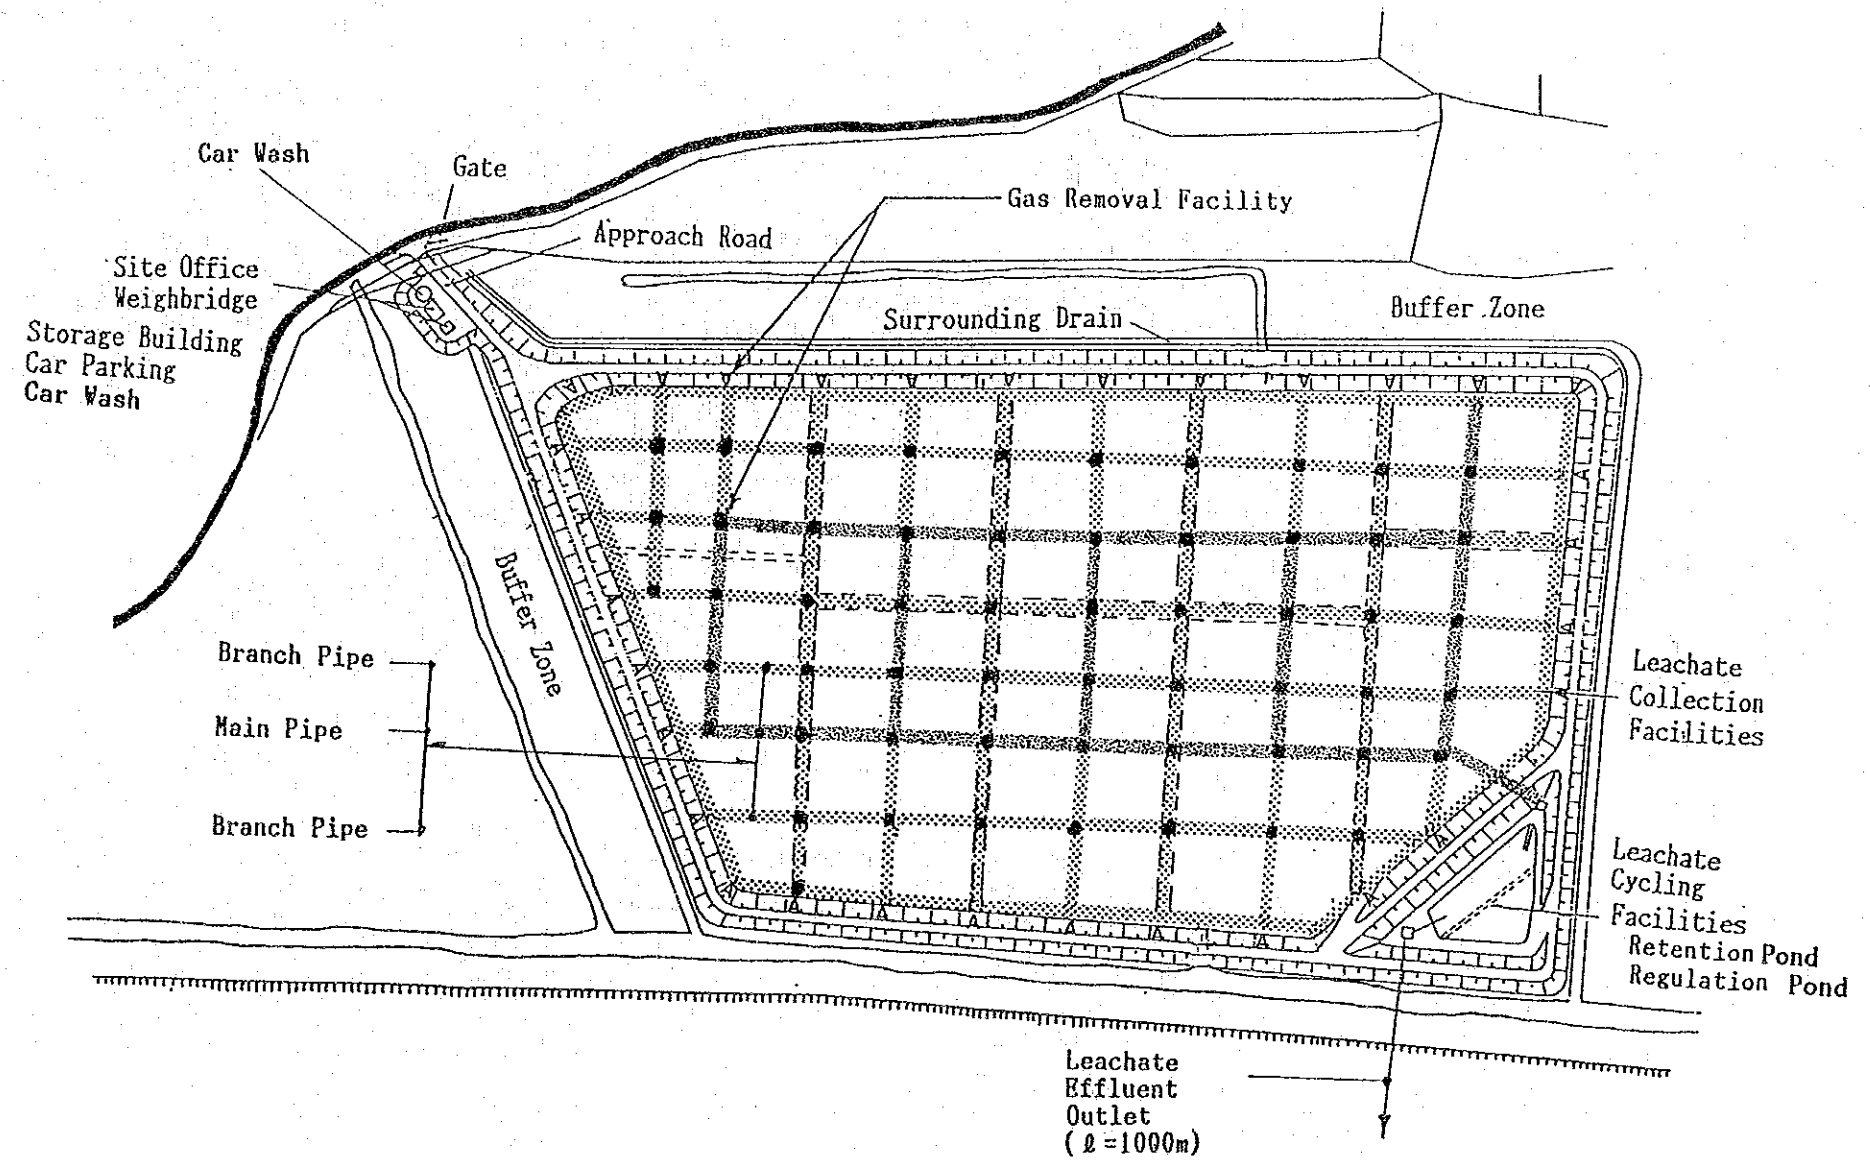 Car Wash
Gate
Gas Removal Facility
Approach Road
Site Office
Weighbridge
Storage Building
Car Parking
Car Wash
Surrounding Drain
Buffer Zone
Buffer Zone
Branch Pipe
Main Pipe
Branch Pipe
Leachate
Collection
Facilities
Leachate
Cycling
Facilities
Retention Pond
Regulation Pond
Leachate
Effluent
Outlet
(ℓ=1000m)